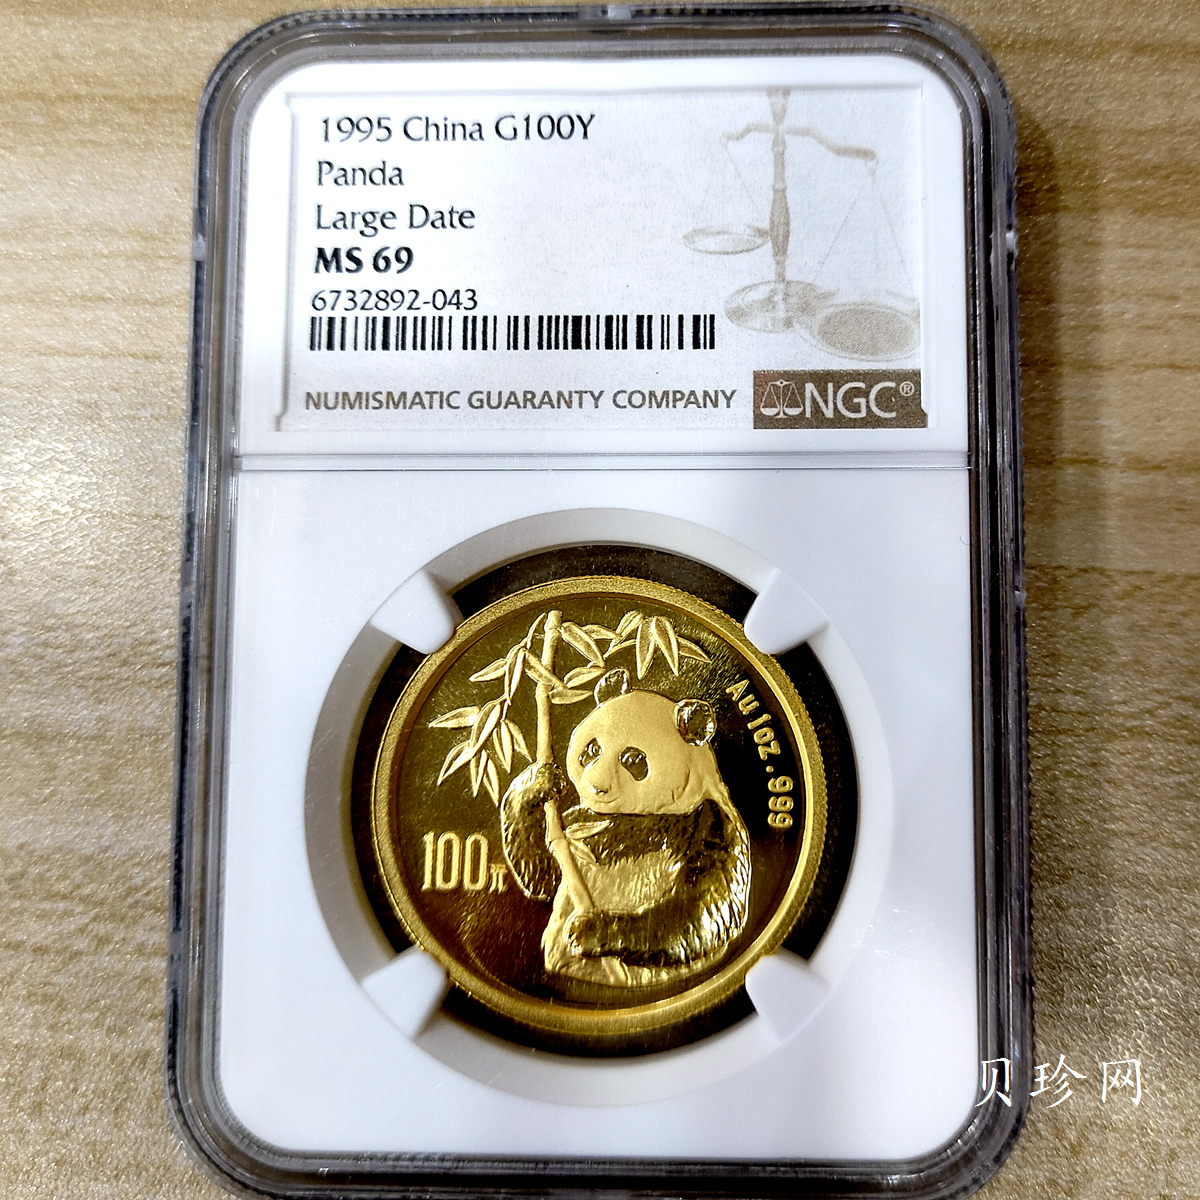 1995 China G100Y
Panda
Large Date
MS 69
6732892-043
NUMISMATIC GUARANTY COMPANY
NGC®
Au 1oz .999
100元
贝珍网